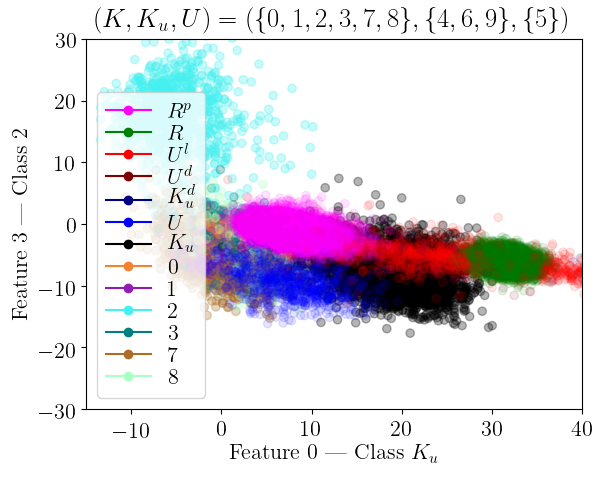 (K, K_u, U) = ({0, 1, 2, 3, 7, 8}, {4, 6, 9}, {5})
30
20
10
0
−10
−20
−30
Feature 3 — Class 2
R^p
R
U^l
U^d
K_u^d
U
K_u
0
1
2
3
7
8
−10 0 10 20 30 40
Feature 0 — Class K_u